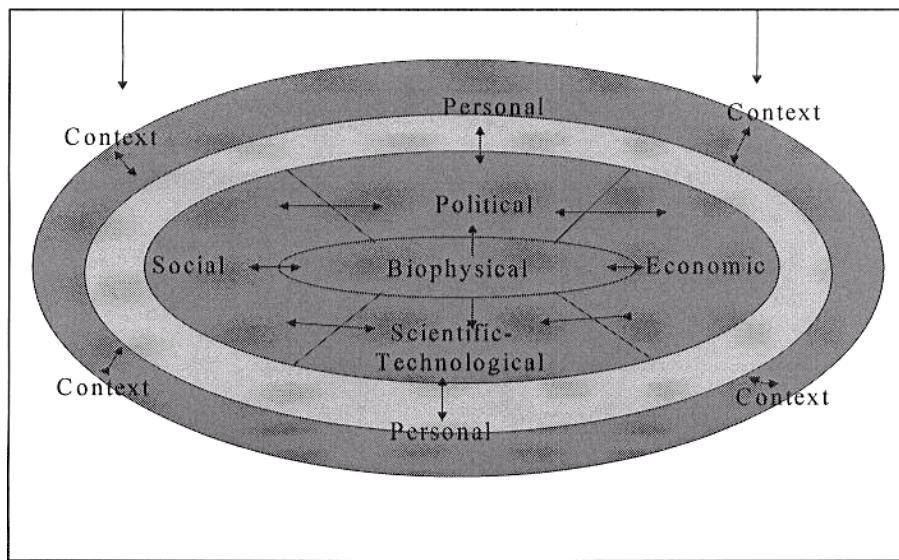 Personal
Context
Context
Political
Social
Biophysical
Economic
Scientific-
Technological
Context
Context
Personal